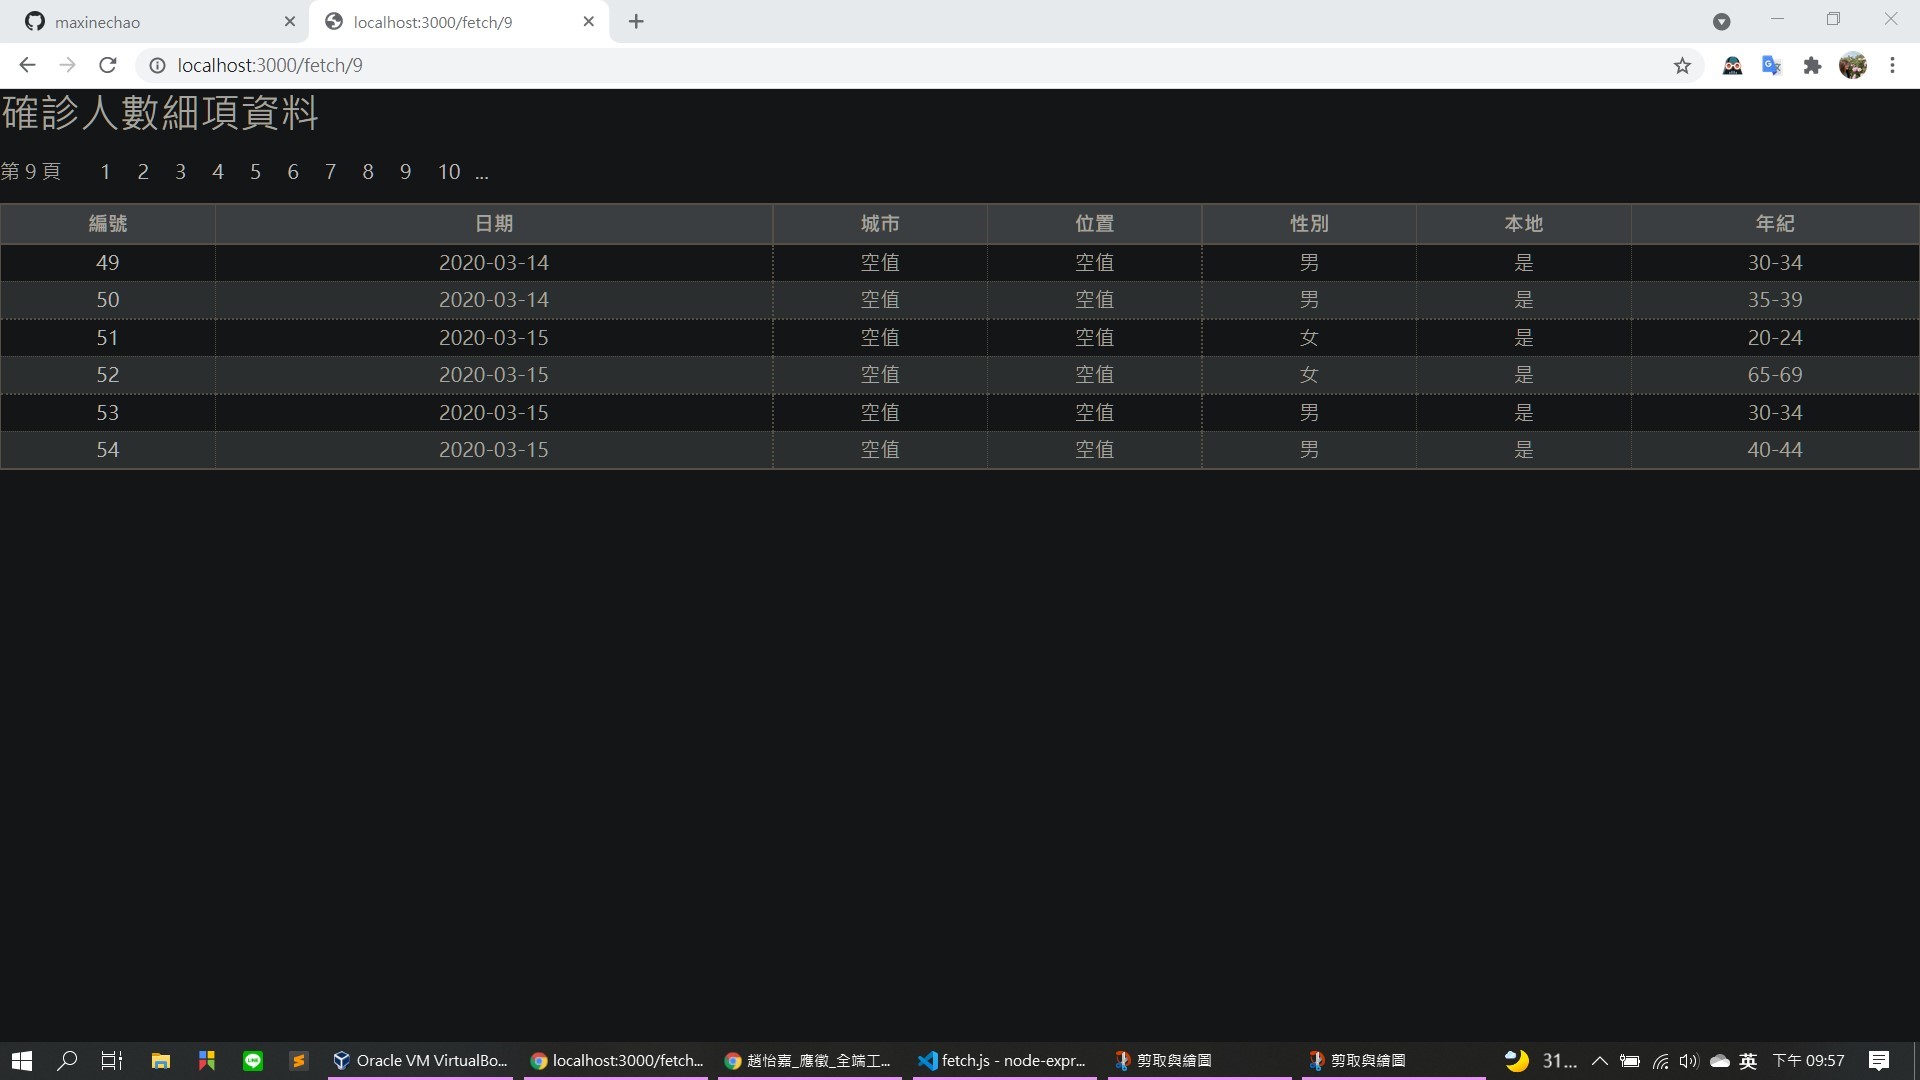 maxinechao
localhost:3000/fetch/9
localhost:3000/fetch/9
確診人數細項資料
第 9 頁 1 2 3 4 5 6 7 8 9 10 ...
編號 日期 城市 位置 性別 本地 年紀
49 2020-03-14 空值 空值 男 是 30-34
50 2020-03-14 空值 空值 男 是 35-39
51 2020-03-15 空值 空值 女 是 20-24
52 2020-03-15 空值 空值 女 是 65-69
53 2020-03-15 空值 空值 男 是 30-34
54 2020-03-15 空值 空值 男 是 40-44
Oracle VM VirtualBo... localhost:3000/fetch... 趙怡嘉_應徵_全端工... fetch.js - node-expr... 剪取與繪圖 剪取與繪圖 31... 英 下午 09:57